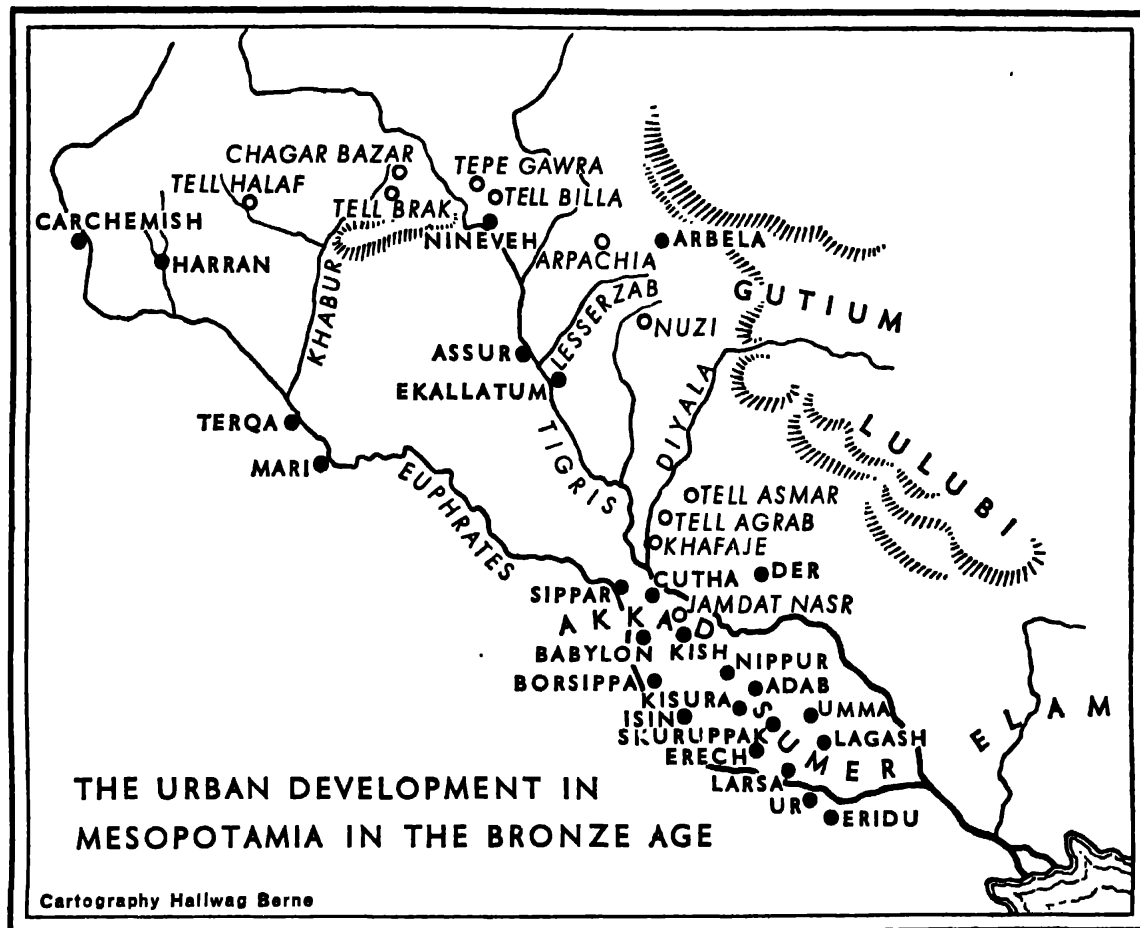 CHAGAR BAZAR
TEPE GAWRA
TELL HALAF
TELL BILLA
TELL BRAK
CARCHEMISH
NINEVEH
ARBELA
HARRAN
ARPACHIA
KHABUR
LESSERZAB
GUTIUM
NUZI
ASSUR
EKALLATUM
DIYALA
TERQA
TIGRIS
LULUBI
MARI
EUPHRATES
TELL ASMAR
TELL AGRAB
KHAFAJE
CUTHA
DER
SIPPAR
JAMDAT NASR
AKKAD
BABYLON
KISH
NIPPUR
BORSIPPA
ADAB
KISURA
UMMA
ISIN
SKURUPPAK
SUMER
LAGASH
ELAM
ERECH
LARSA
UR
ERIDU
THE URBAN DEVELOPMENT IN
MESOPOTAMIA IN THE BRONZE AGE
Cartography Hallwag Berne